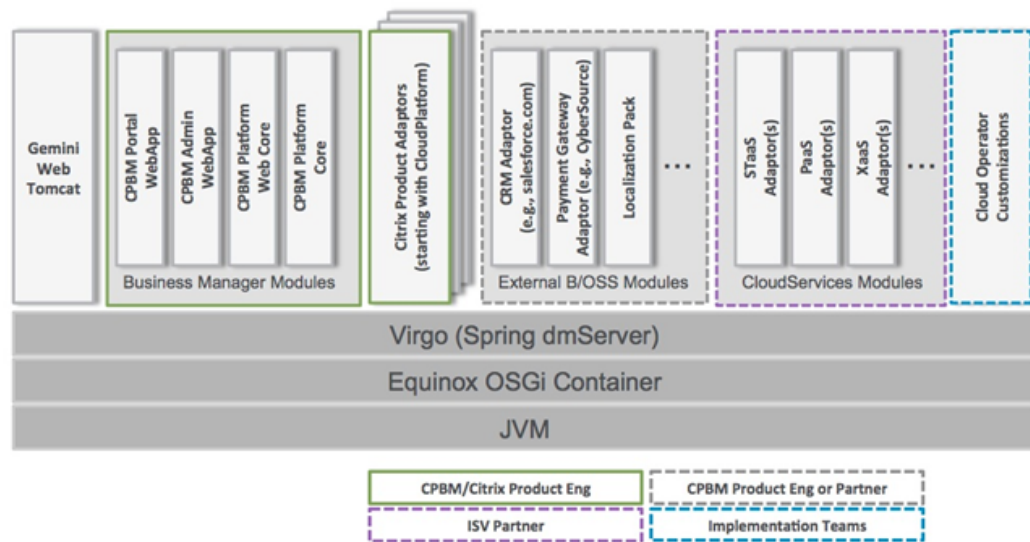 Gemini
Web
Tomcat
CPBM Portal
WebApp
CPBM Admin
WebApp
CPBM Platform
Web Core
CPBM Platform
Core
Business Manager Modules
Citrix Product Adaptors
(starting with CloudPlatform)
CRM Adaptor
(e.g., salesforce.com)
Payment Gateway
Adaptor (e.g., CyberSource)
Localization Pack
...
External B/OSS Modules
STaaS
Adaptor(s)
PaaS
Adaptor(s)
XaaS
Adaptor(s)
...
CloudServices Modules
Cloud Operator
Customizations
Virgo (Spring dmServer)
Equinox OSGi Container
JVM
CPBM/Citrix Product Eng
CPBM Product Eng or Partner
ISV Partner
Implementation Teams